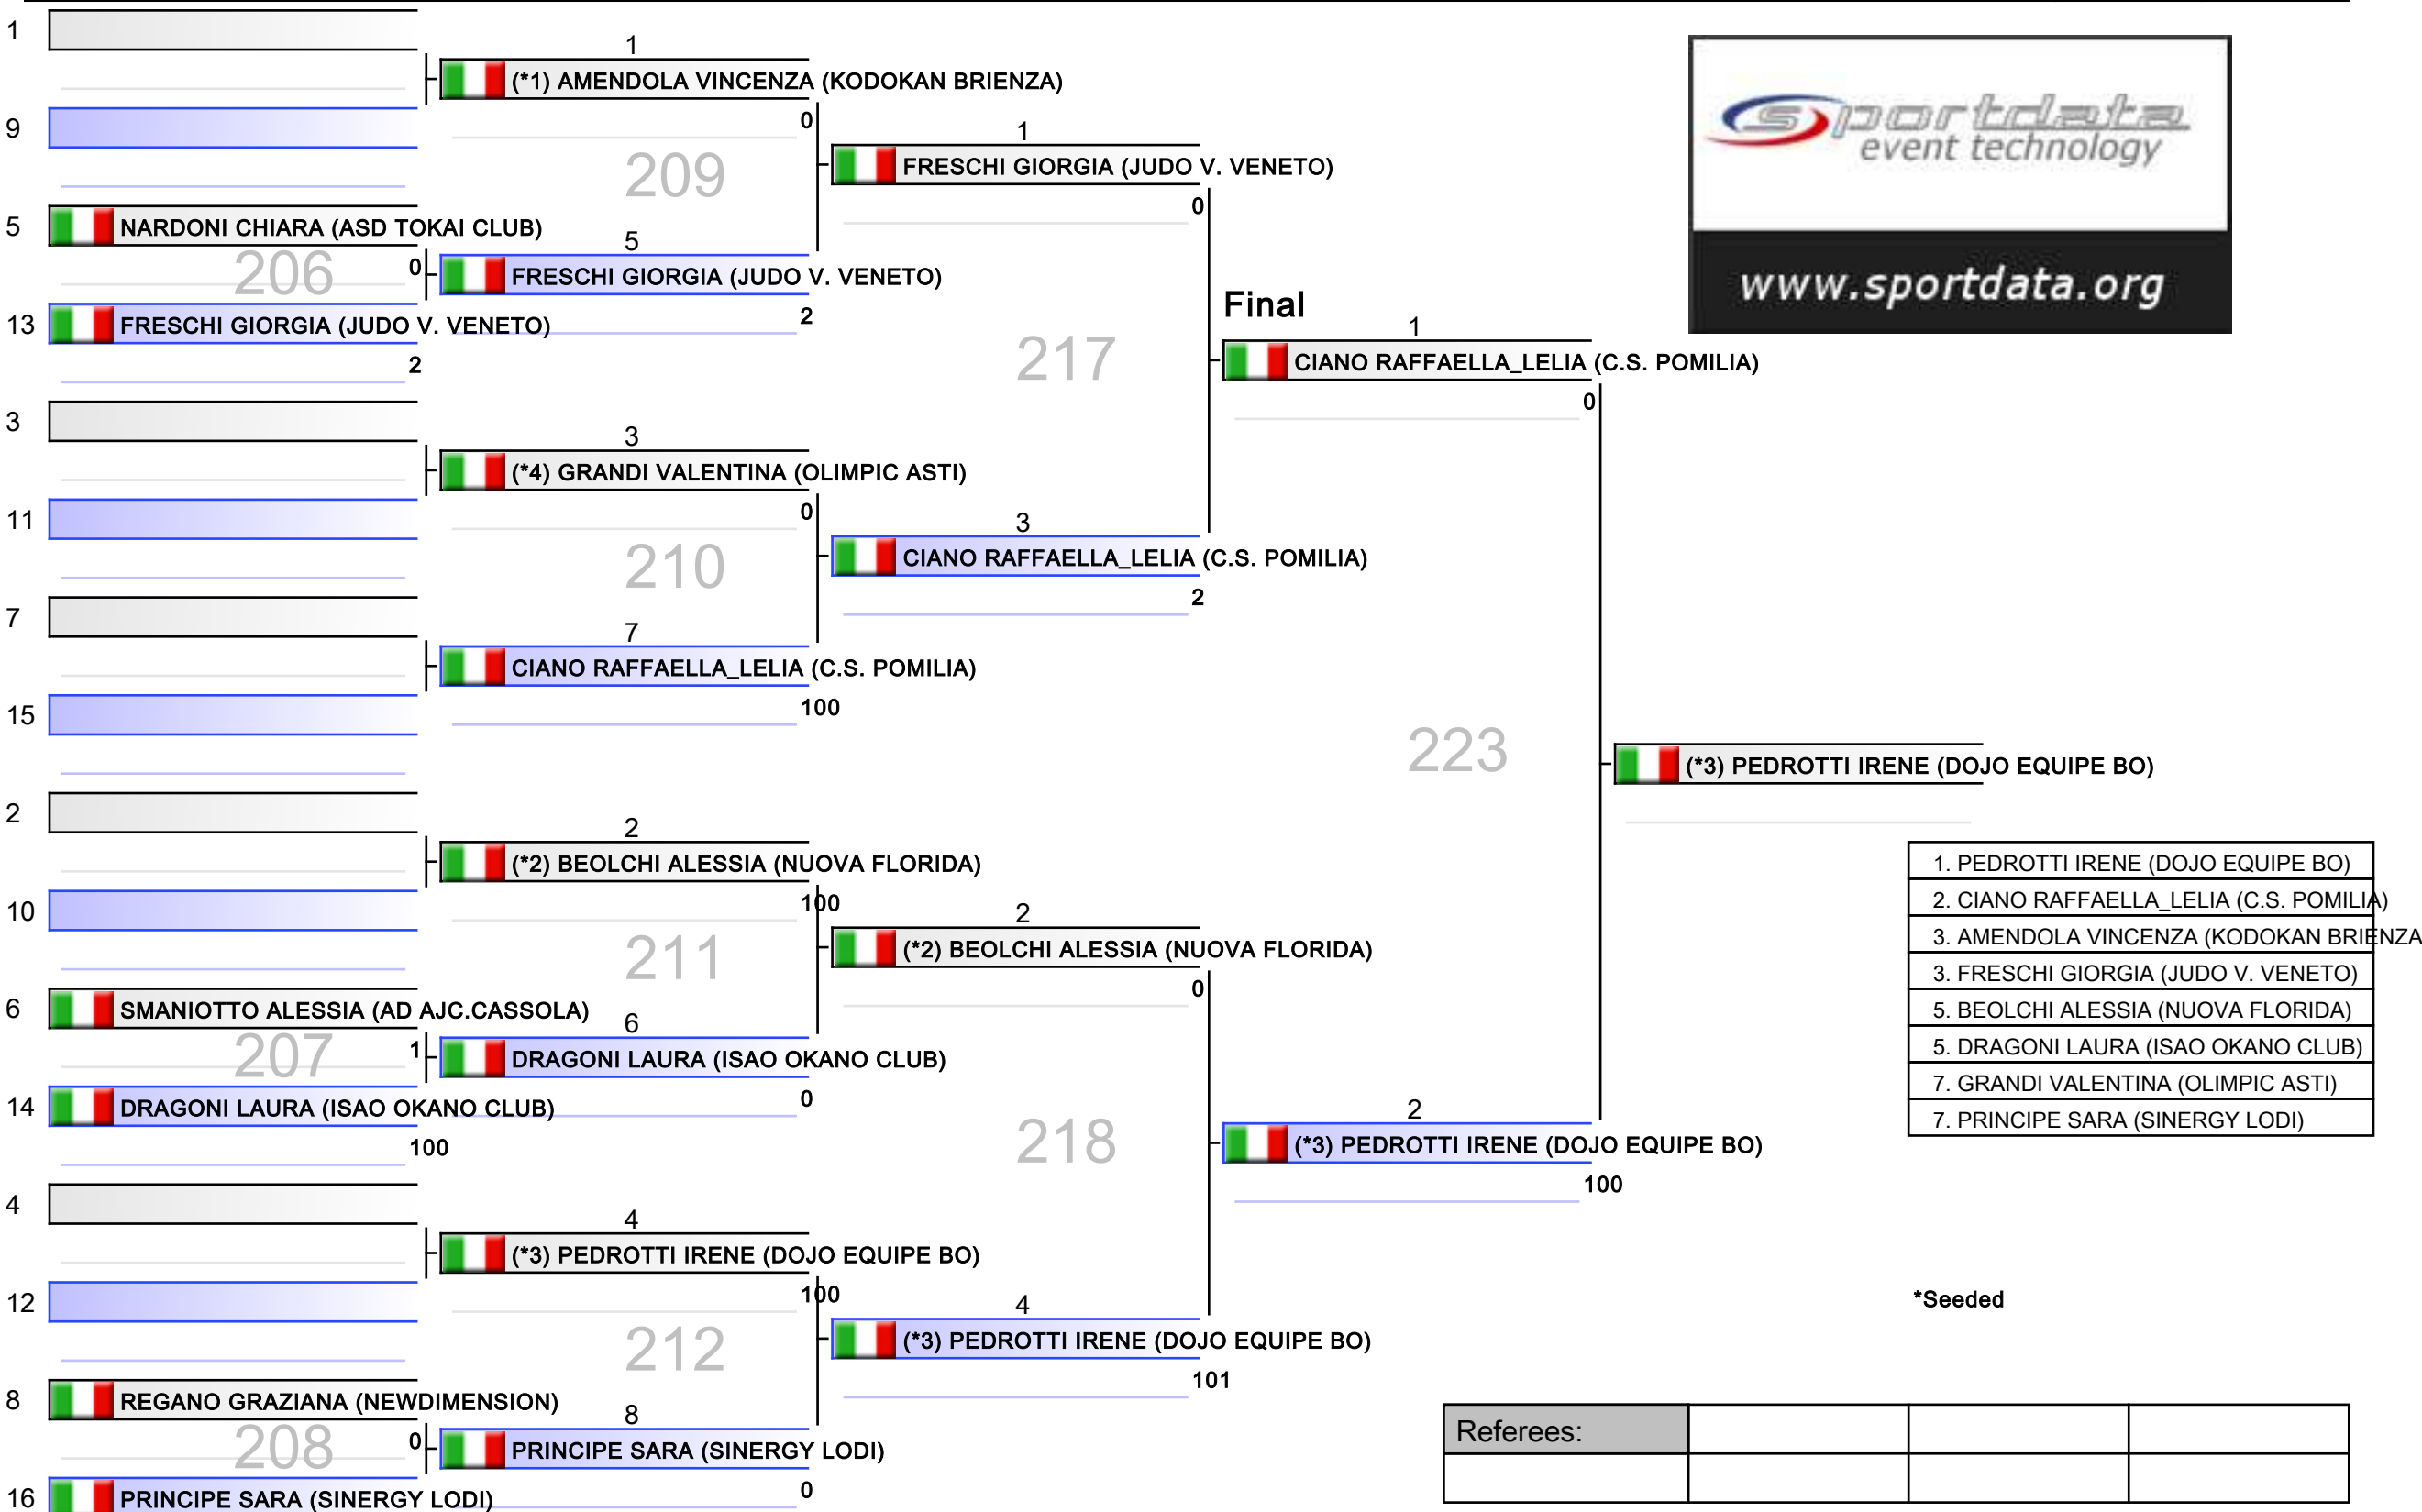 1
1
(*1) AMENDOLA VINCENZA (KODOKAN BRIENZA)
9
0
1
209
FRESCHI GIORGIA (JUDO V. VENETO)
0
5
NARDONI CHIARA (ASD TOKAI CLUB)
5
206
0
FRESCHI GIORGIA (JUDO V. VENETO)
13
FRESCHI GIORGIA (JUDO V. VENETO)
2
2
sportdata
event technology
www.sportdata.org
Final
217
1
CIANO RAFFAELLA_LELIA (C.S. POMILIA)
0
3
3
(*4) GRANDI VALENTINA (OLIMPIC ASTI)
11
0
3
210
CIANO RAFFAELLA_LELIA (C.S. POMILIA)
2
7
7
CIANO RAFFAELLA_LELIA (C.S. POMILIA)
15
100
223
(*3) PEDROTTI IRENE (DOJO EQUIPE BO)
2
2
(*2) BEOLCHI ALESSIA (NUOVA FLORIDA)
10
100
2
211
(*2) BEOLCHI ALESSIA (NUOVA FLORIDA)
0
6
SMANIOTTO ALESSIA (AD AJC.CASSOLA)
6
207
1
DRAGONI LAURA (ISAO OKANO CLUB)
14
DRAGONI LAURA (ISAO OKANO CLUB)
0
100
218
2
(*3) PEDROTTI IRENE (DOJO EQUIPE BO)
100
1. PEDROTTI IRENE (DOJO EQUIPE BO)
2. CIANO RAFFAELLA_LELIA (C.S. POMILIA)
3. AMENDOLA VINCENZA (KODOKAN BRIENZA
3. FRESCHI GIORGIA (JUDO V. VENETO)
5. BEOLCHI ALESSIA (NUOVA FLORIDA)
5. DRAGONI LAURA (ISAO OKANO CLUB)
7. GRANDI VALENTINA (OLIMPIC ASTI)
7. PRINCIPE SARA (SINERGY LODI)
4
4
(*3) PEDROTTI IRENE (DOJO EQUIPE BO)
12
100
4
212
(*3) PEDROTTI IRENE (DOJO EQUIPE BO)
101
*Seeded
8
REGANO GRAZIANA (NEWDIMENSION)
8
208
0
PRINCIPE SARA (SINERGY LODI)
16
PRINCIPE SARA (SINERGY LODI)
0
Referees: